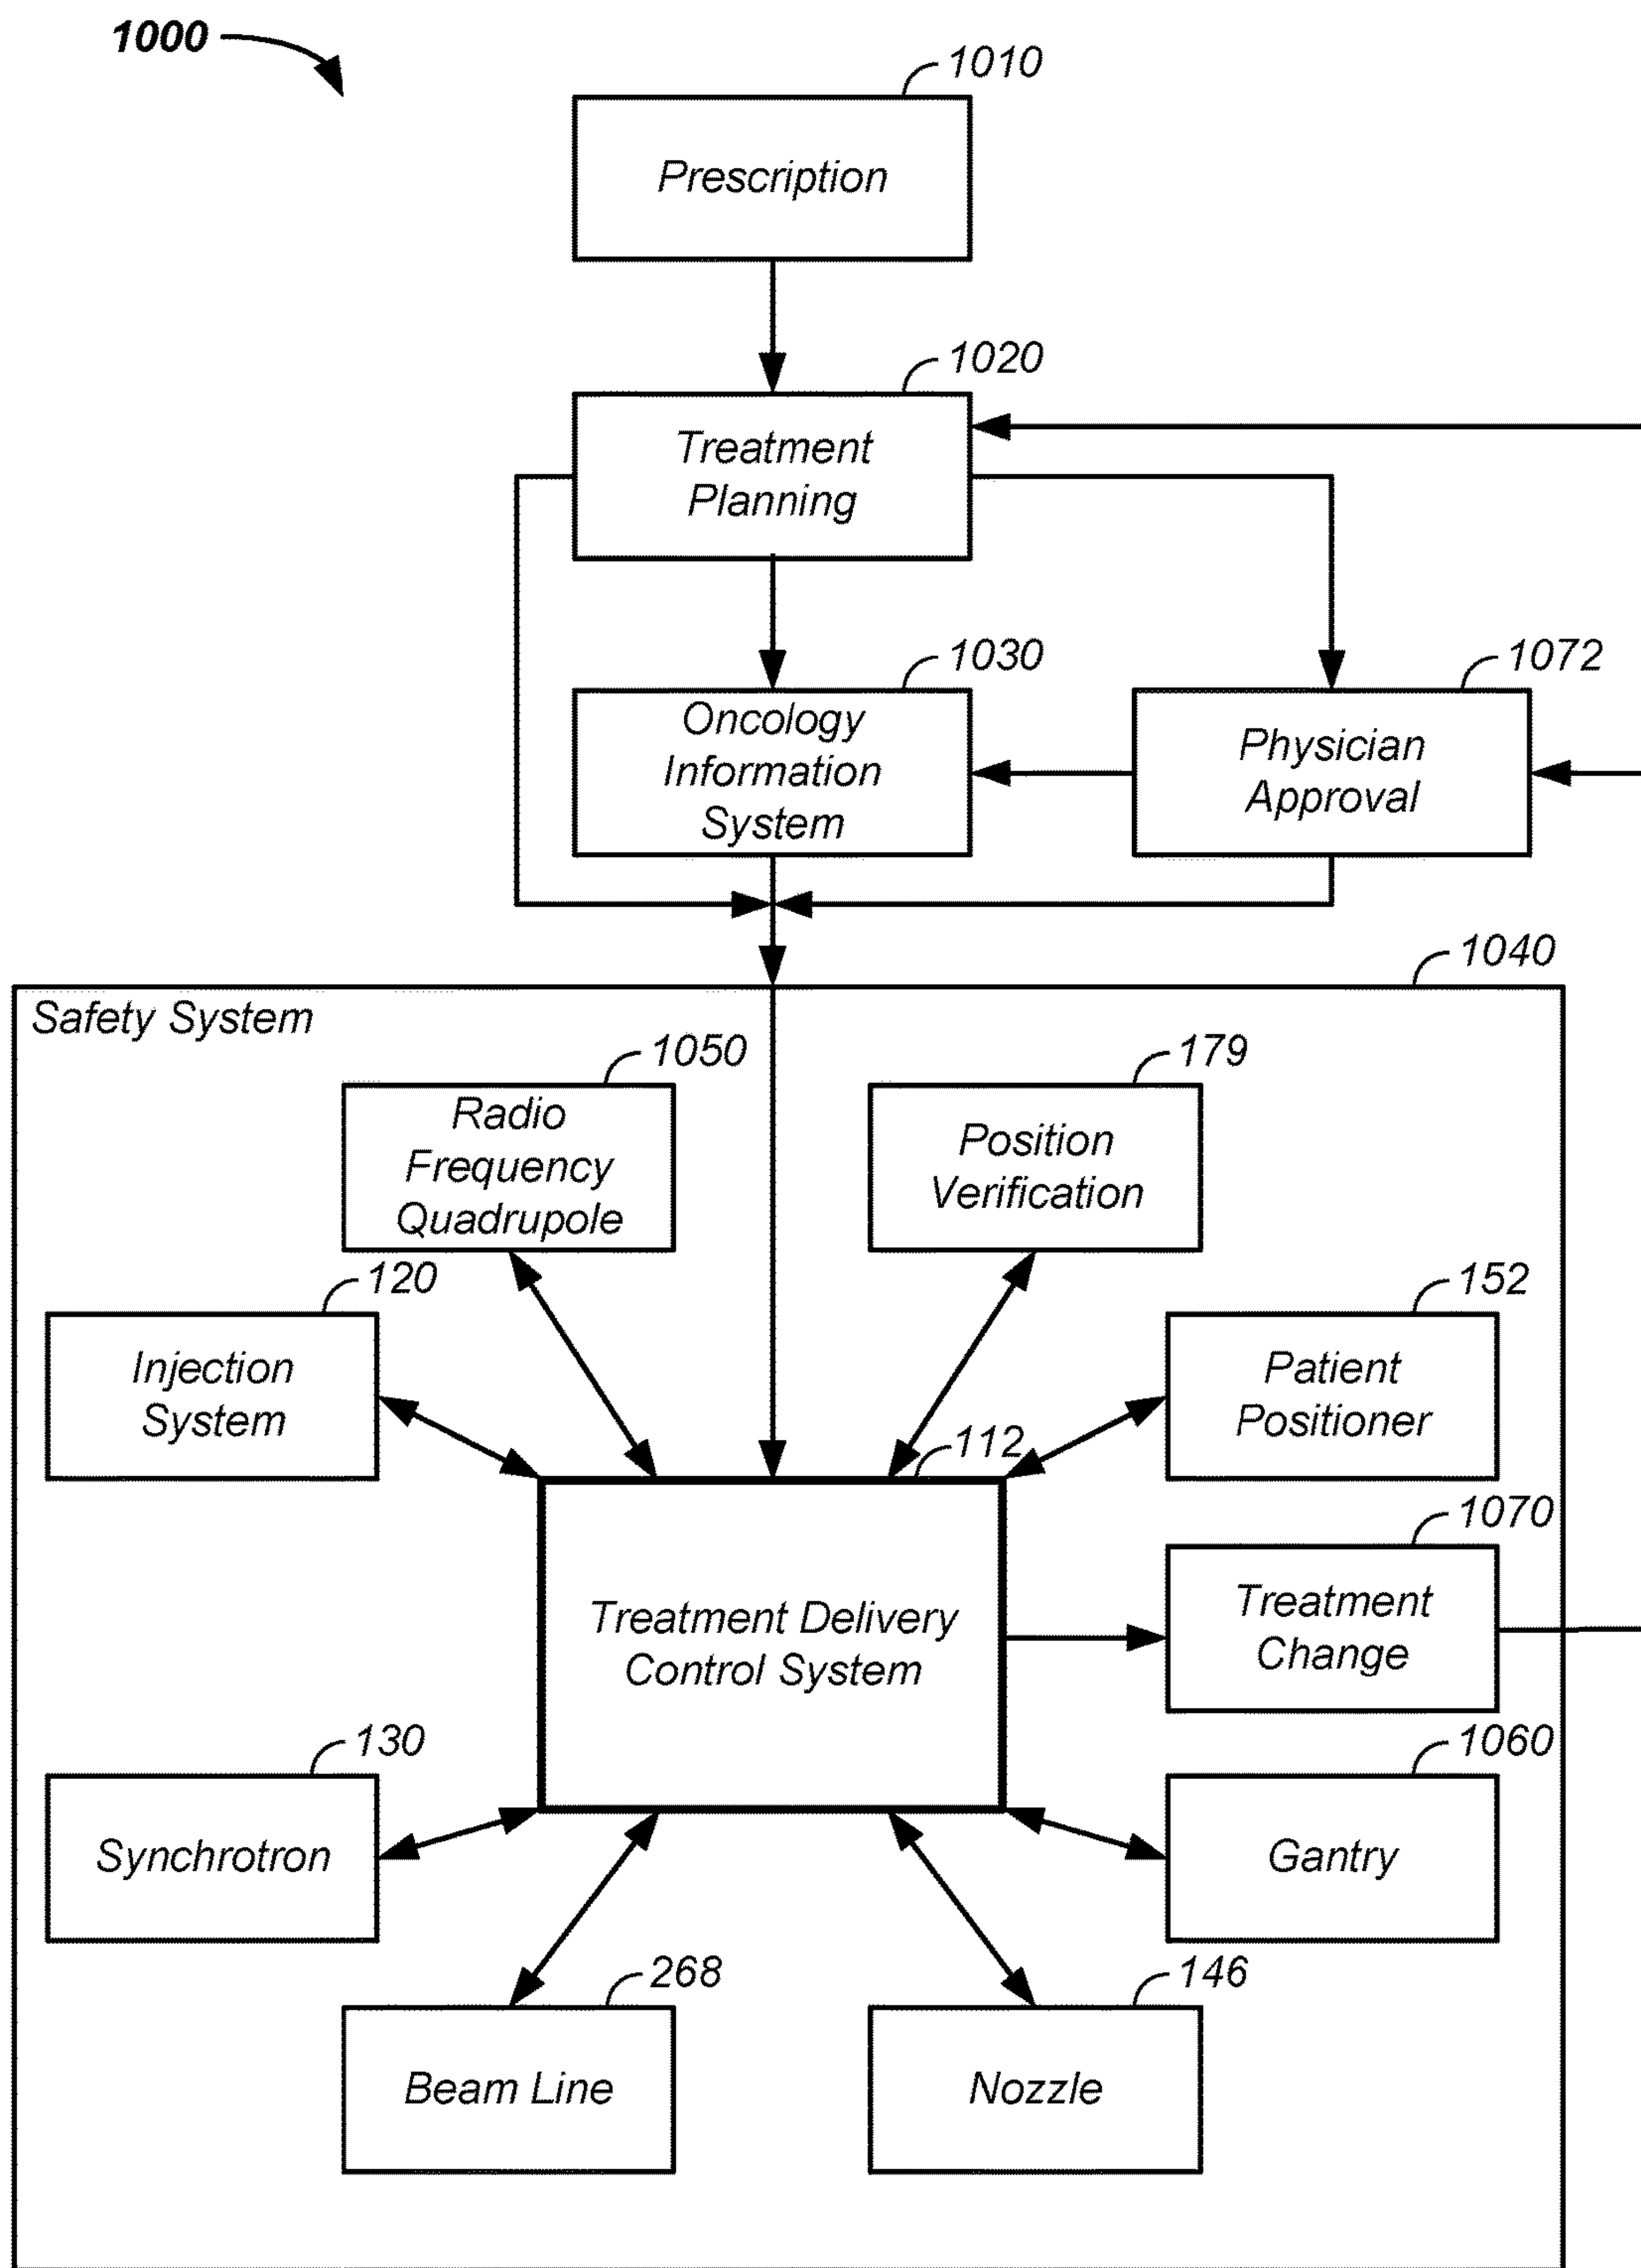 1000
1010
Prescription
1020
Treatment
Planning
1030
Oncology
Information
System
1072
Physician
Approval
1040
Safety System
1050
Radio
Frequency
Quadrupole
179
Position
Verification
120
Injection
System
152
Patient
Positioner
112
Treatment Delivery
Control System
1070
Treatment
Change
130
Synchrotron
1060
Gantry
268
Beam Line
146
Nozzle